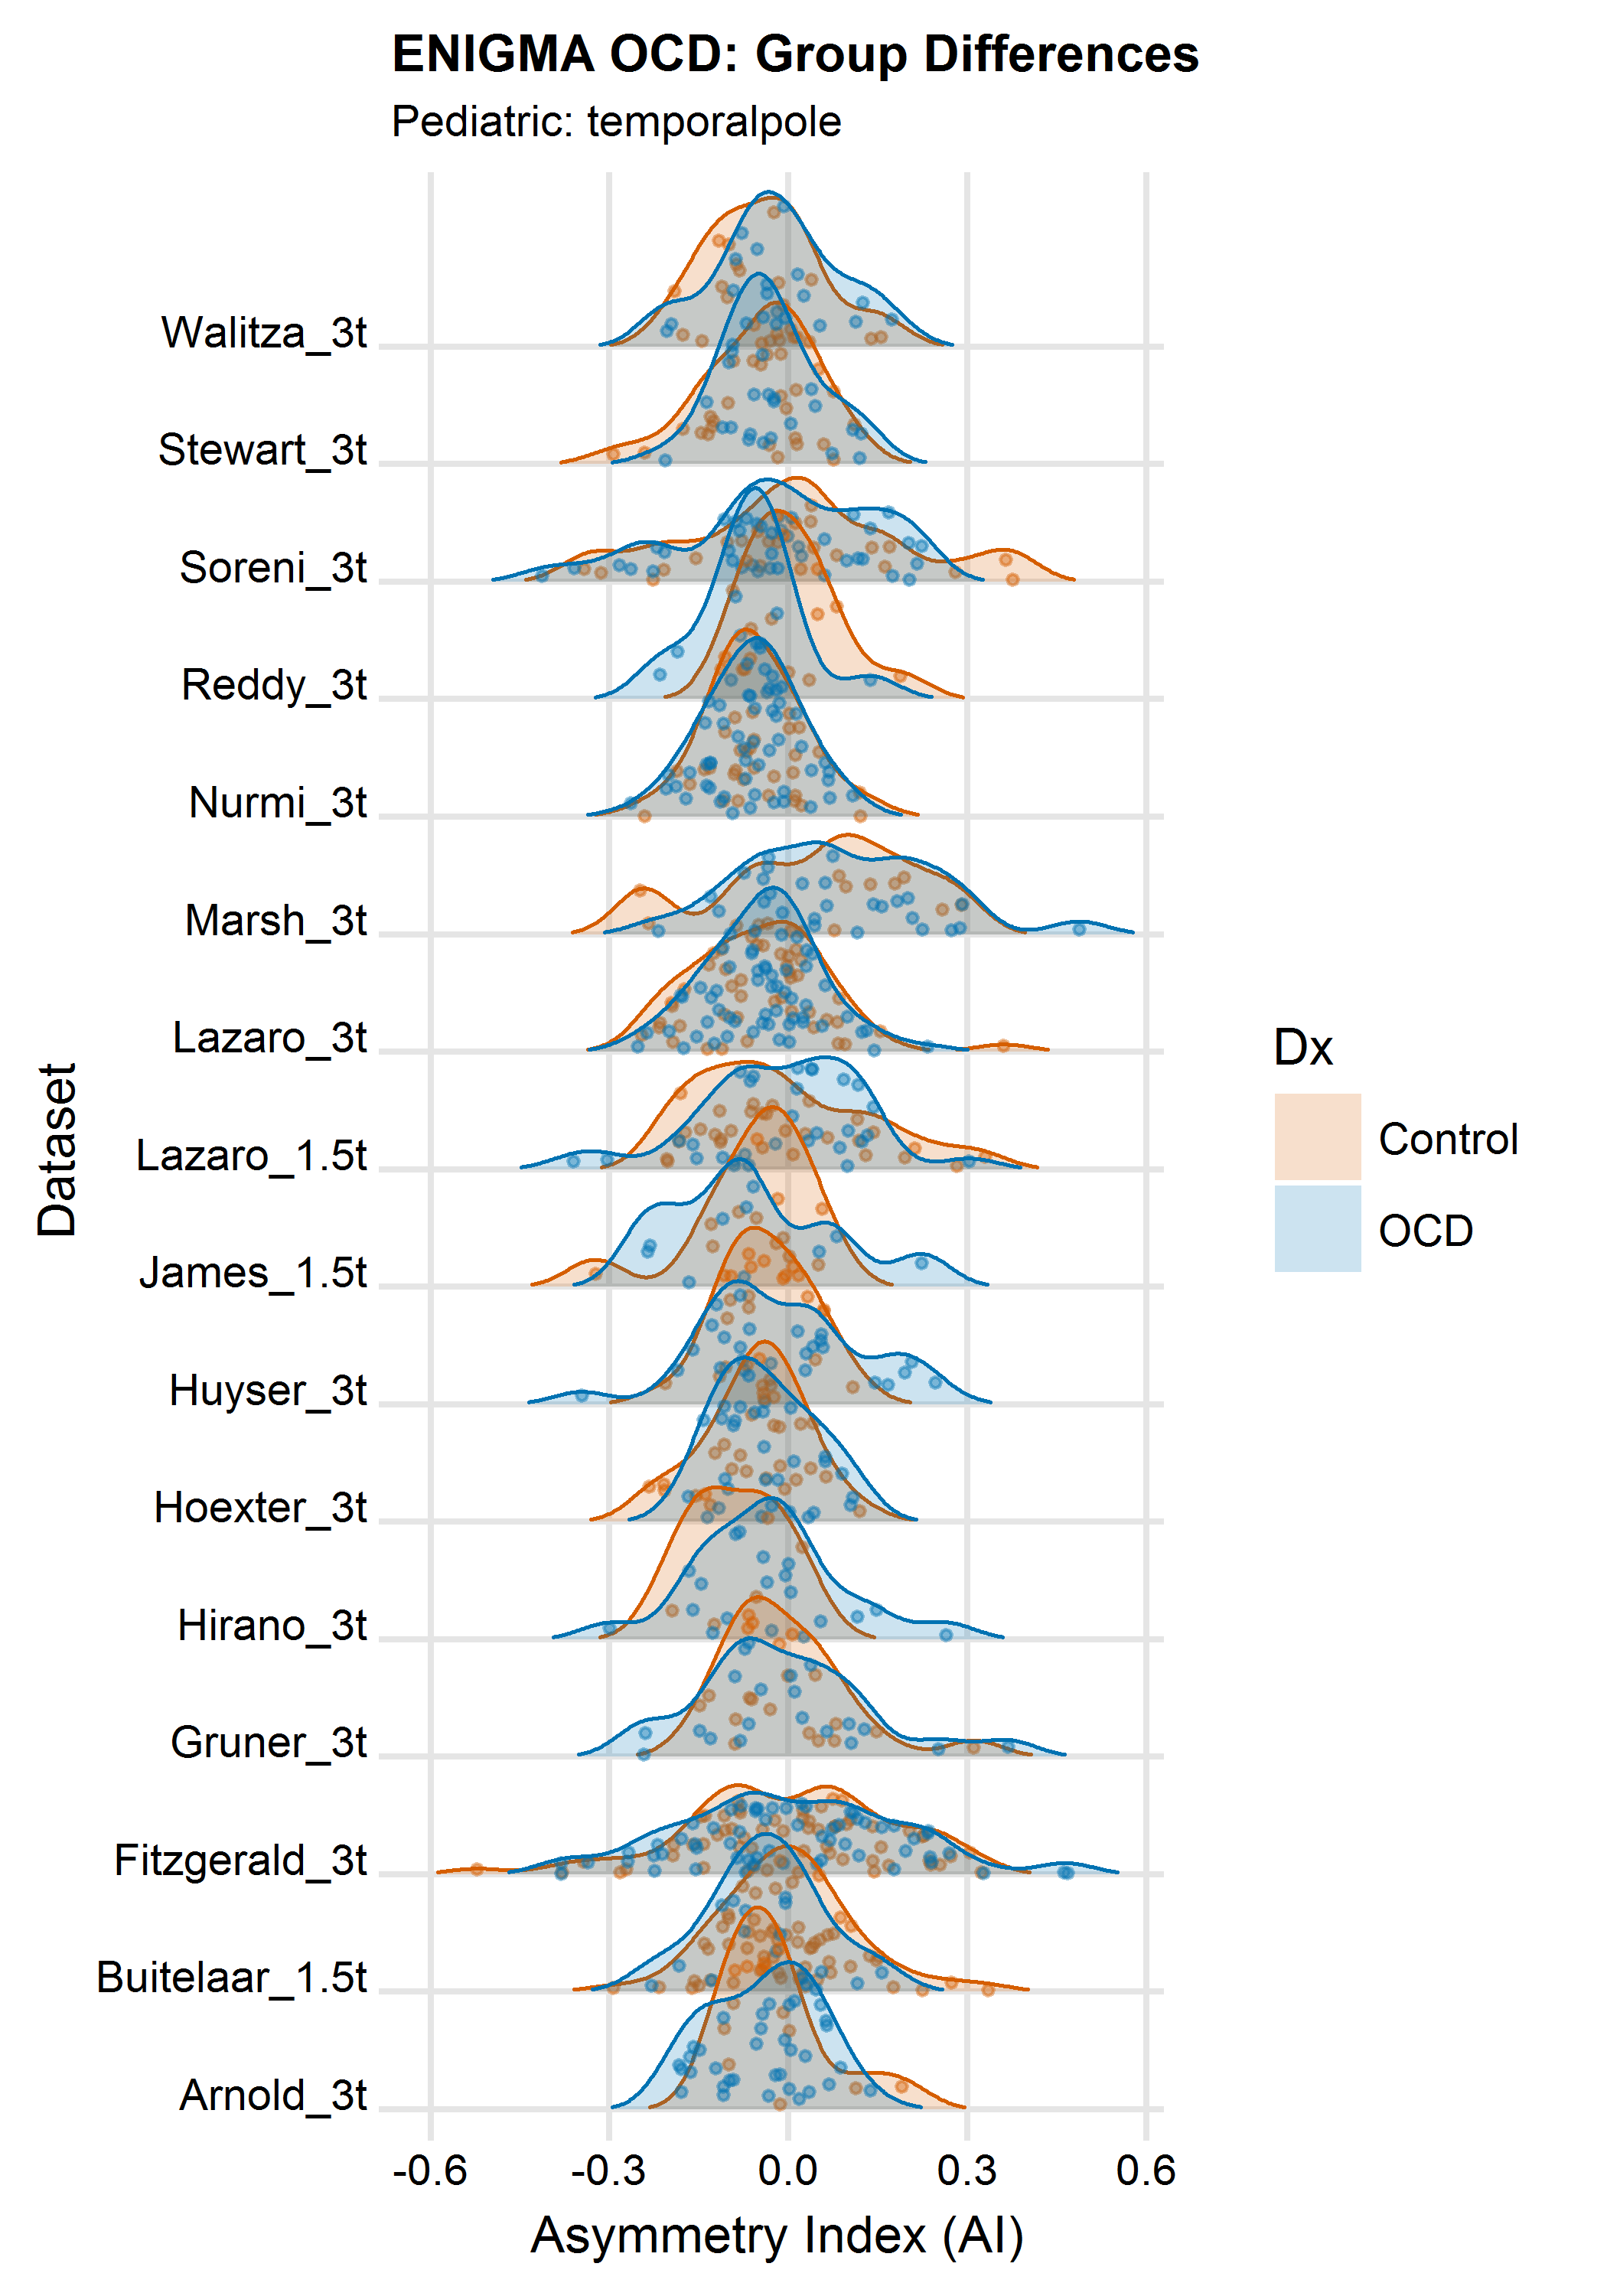 ENIGMA OCD: Group Differences
Pediatric: temporalpole
Walitza_3t
Stewart_3t
Soreni_3t
Reddy_3t
Nurmi_3t
Marsh_3t
Lazaro_3t
Lazaro_1.5t
James_1.5t
Huyser_3t
Hoexter_3t
Hirano_3t
Gruner_3t
Fitzgerald_3t
Buitelaar_1.5t
Arnold_3t
Dataset
-0.6 -0.3 0.0 0.3 0.6
Asymmetry Index (AI)
Dx
Control
OCD